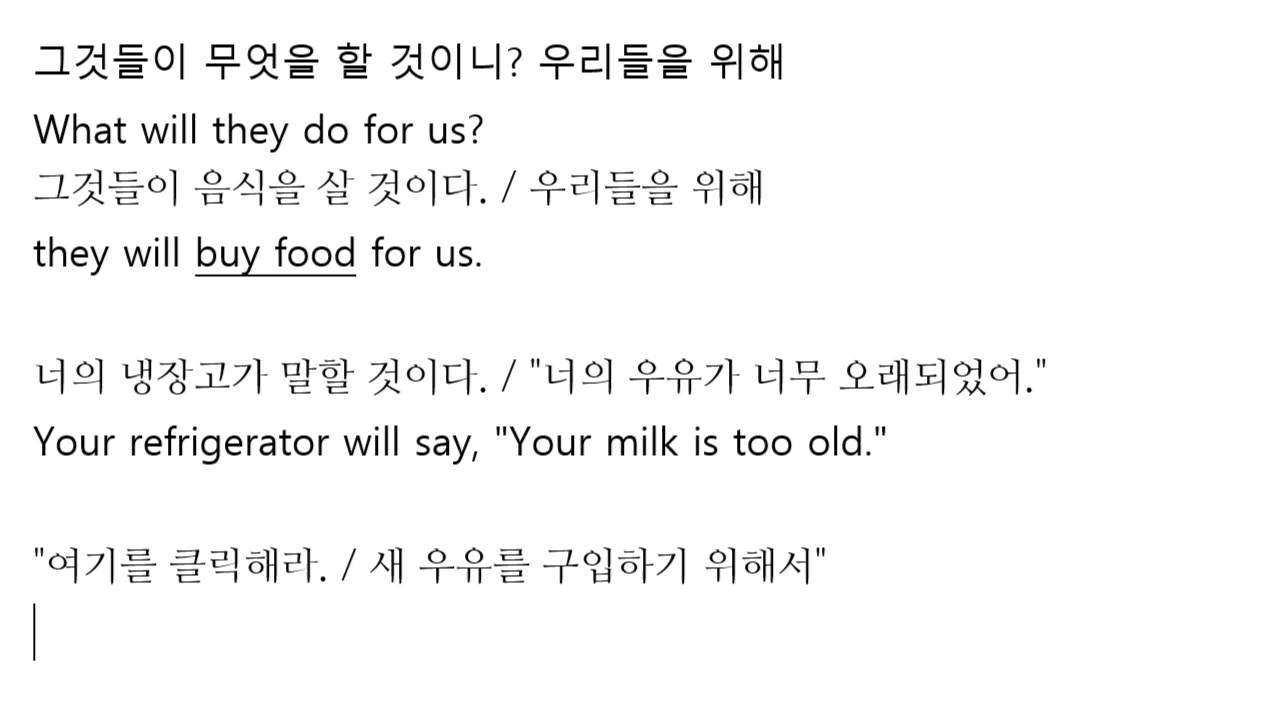 그것들이 무엇을 할 것이니? 우리들을 위해
What will they do for us?
그것들이 음식을 살 것이다. / 우리들을 위해
they will buy food for us.
너의 냉장고가 말할 것이다. / "너의 우유가 너무 오래되었어."
Your refrigerator will say, "Your milk is too old."
"여기를 클릭해라. / 새 우유를 구입하기 위해서"